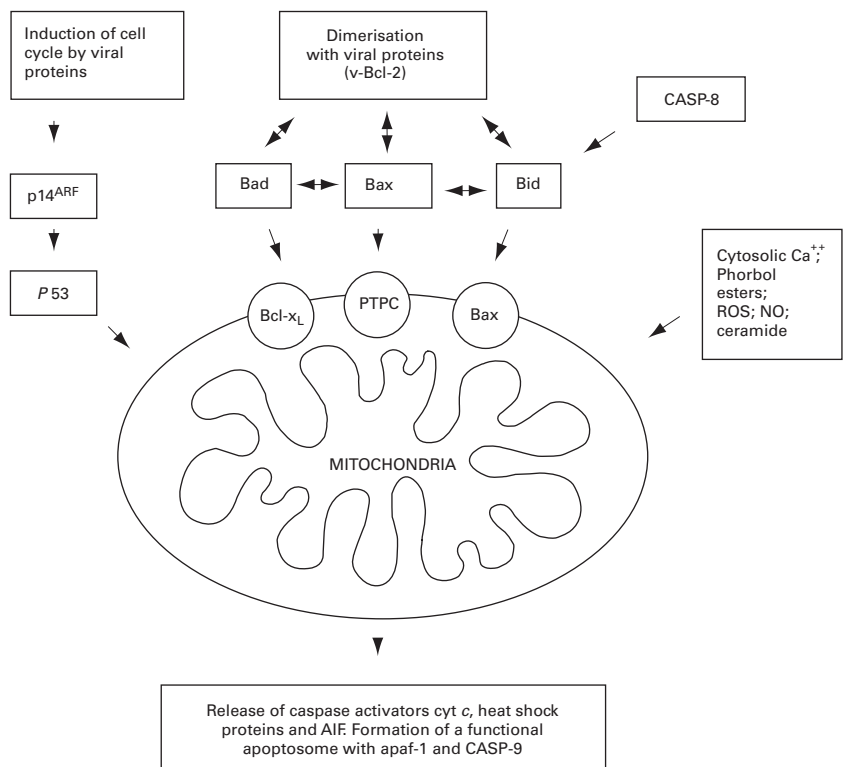 Induction of cell
cycle by viral
proteins
Dimerisation
with viral proteins
(v-Bcl-2)
CASP-8
p14ARF
Bad
Bax
Bid
P 53
Cytosolic Ca++;
Phorbol
esters;
ROS; NO;
ceramide
Bcl-xL
PTPC
Bax
MITOCHONDRIA
Release of caspase activators cyt c, heat shock
proteins and AIF. Formation of a functional
apoptosome with apaf-1 and CASP-9